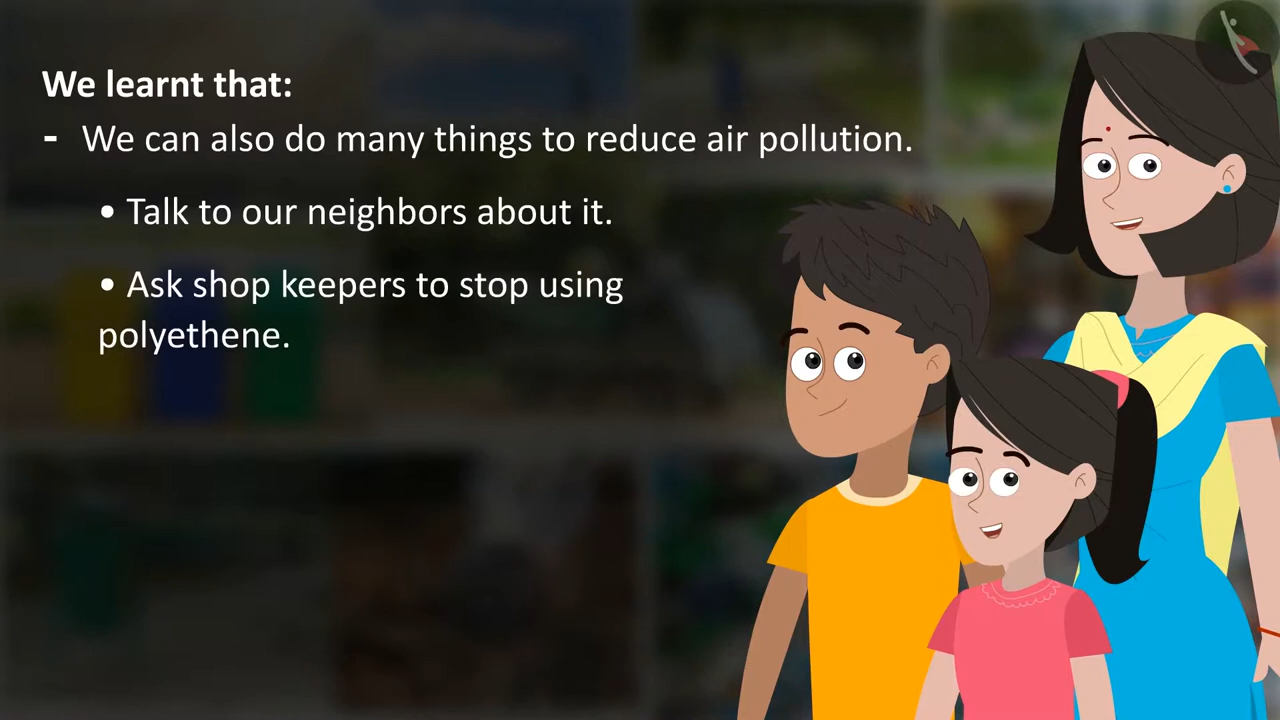 We learnt that:
- We can also do many things to reduce air pollution.
• Talk to our neighbors about it.
• Ask shop keepers to stop using
polyethene.